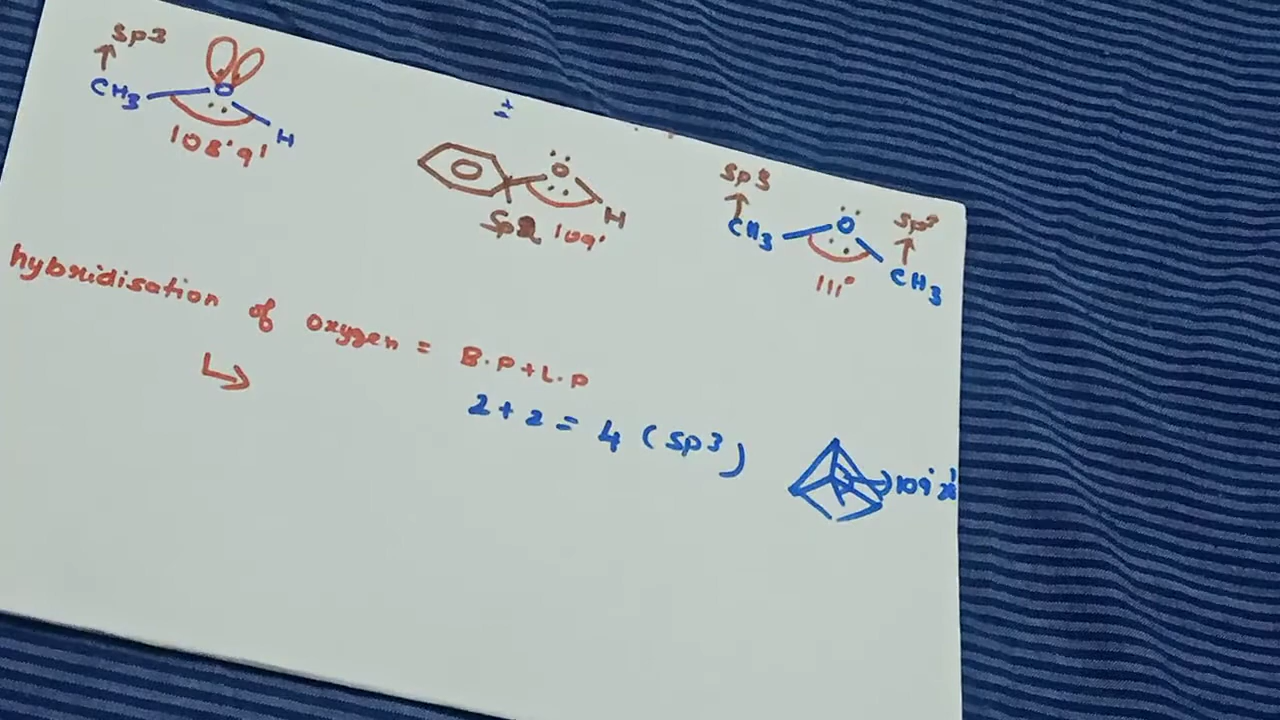 Sp3
CH3 O H
108°9'
±
O H
Sp2 109°
Sp3
CH3 O CH3
Sp3
111°
hybridisation of oxygen = B.P + L.P
2 + 2 = 4 (sp3)
109°28'